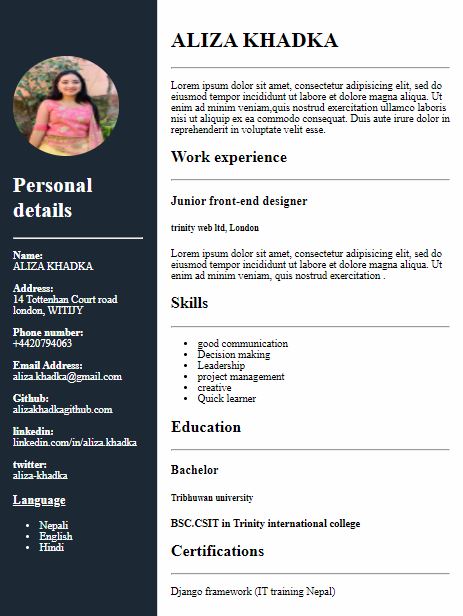 Personal
details
Name:
ALIZA KHADKA
Address:
14 Tottenhan Court road
london, WITIJY
Phone number:
+4420794063
Email Address:
aliza.khadka@gmail.com
Github:
alizakhadkagithub.com
linkedin:
linkedin.com/in/aliza.khadka
twitter:
aliza-khadka
Language
• Nepali
• English
• Hindi
ALIZA KHADKA
Lorem ipsum dolor sit amet, consectetur adipisicing elit, sed do
eiusmod tempor incididunt ut labore et dolore magna aliqua. Ut
enim ad minim veniam,quis nostrud exercitation ullamco laboris
nisi ut aliquip ex ea commodo consequat. Duis aute irure dolor in
reprehenderit in voluptate velit esse.
Work experience
Junior front-end designer
trinity web ltd, London
Lorem ipsum dolor sit amet, consectetur adipisicing elit, sed do
eiusmod tempor incididunt ut labore et dolore magna aliqua. Ut
enim ad minim veniam, quis nostrud exercitation .
Skills
• good communication
• Decision making
• Leadership
• project management
• creative
• Quick learner
Education
Bachelor
Tribhuwan university
BSC.CSIT in Trinity international college
Certifications
Django framework (IT training Nepal)